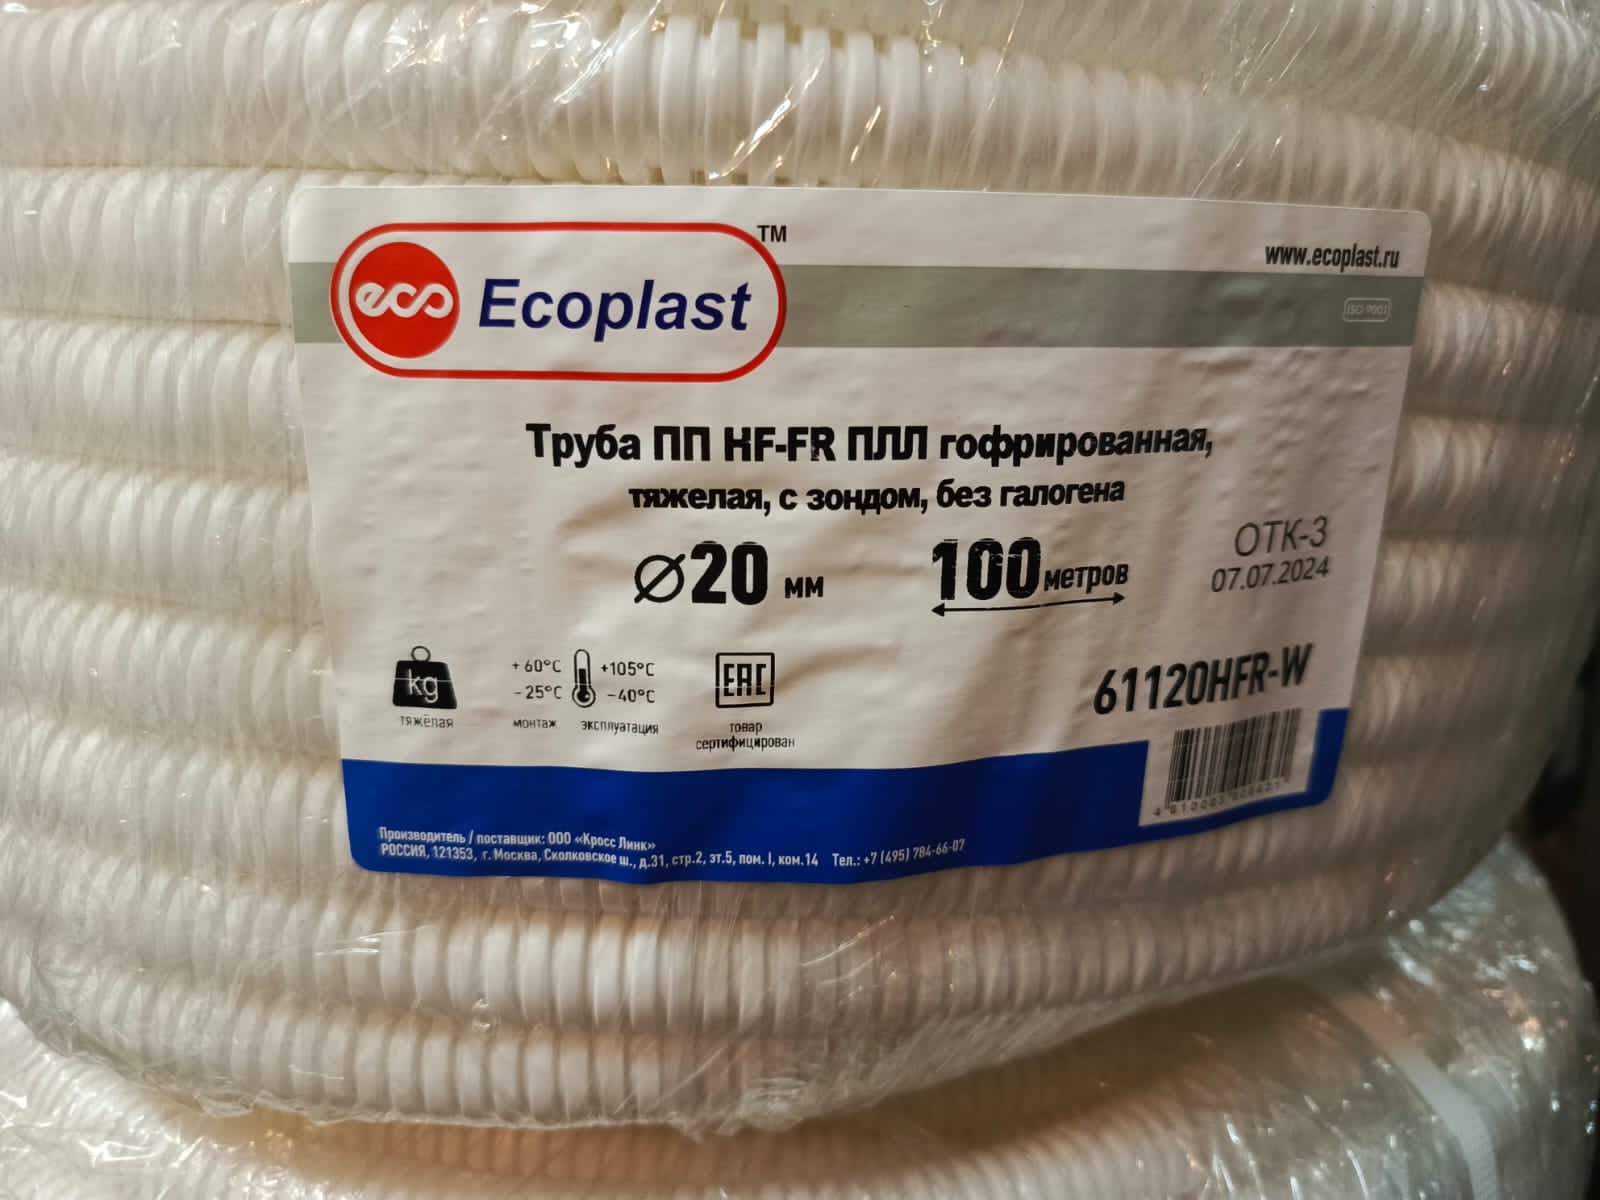 TM
eco Ecoplast
www.ecoplast.ru
ISO 9001
Труба ПП HF-FR ПЛЛ гофрированная,
тяжелая, с зондом, без галогена
⌀20 мм 100 метров
ОТК-3
07.07.2024
kg
тяжёлая
+60°C +105°C
-25°C -40°C
монтаж эксплуатация
EAC
товар
сертифицирован
61120HFR-W
Производитель / поставщик: ООО «Кросс Линк»
РОССИЯ, 121353, г. Москва, Сколковское ш., д.31, стр.2, эт.5, пом. I, ком.14 Тел.: +7 (495) 784-66-07